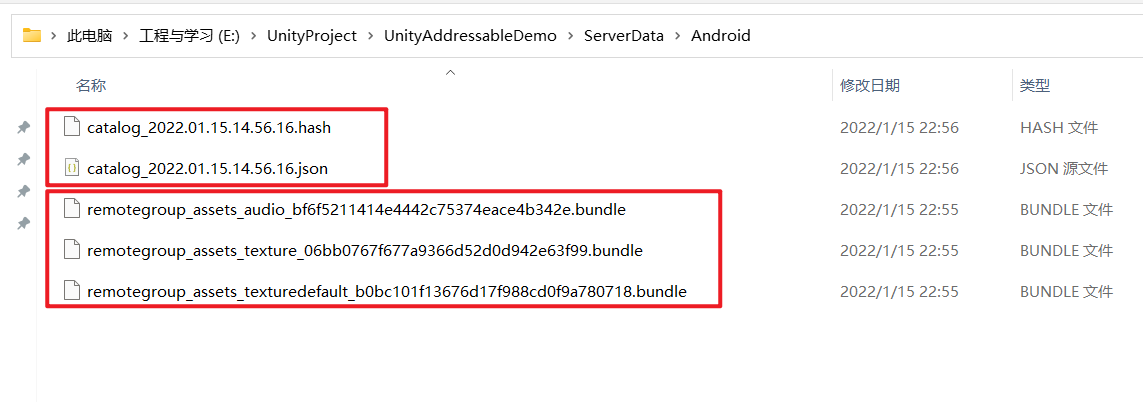 此电脑 > 工程与学习 (E:) > UnityProject > UnityAddressableDemo > ServerData > Android
名称 修改日期 类型
catalog_2022.01.15.14.56.16.hash 2022/1/15 22:56 HASH 文件
catalog_2022.01.15.14.56.16.json 2022/1/15 22:56 JSON 源文件
remotegroup_assets_audio_bf6f5211414e4442c75374eace4b342e.bundle 2022/1/15 22:55 BUNDLE 文件
remotegroup_assets_texture_06bb0767f677a9366d52d0d942e63f99.bundle 2022/1/15 22:55 BUNDLE 文件
remotegroup_assets_texturedefault_b0bc101f13676d17f988cd0f9a780718.bundle 2022/1/15 22:55 BUNDLE 文件